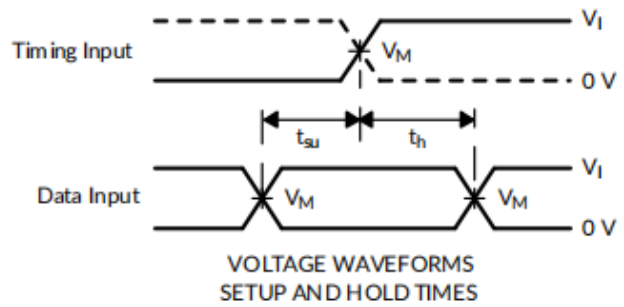 V_I
Timing Input
V_M
0 V
t_su
t_h
V_I
Data Input
V_M
V_M
0 V
VOLTAGE WAVEFORMS
SETUP AND HOLD TIMES